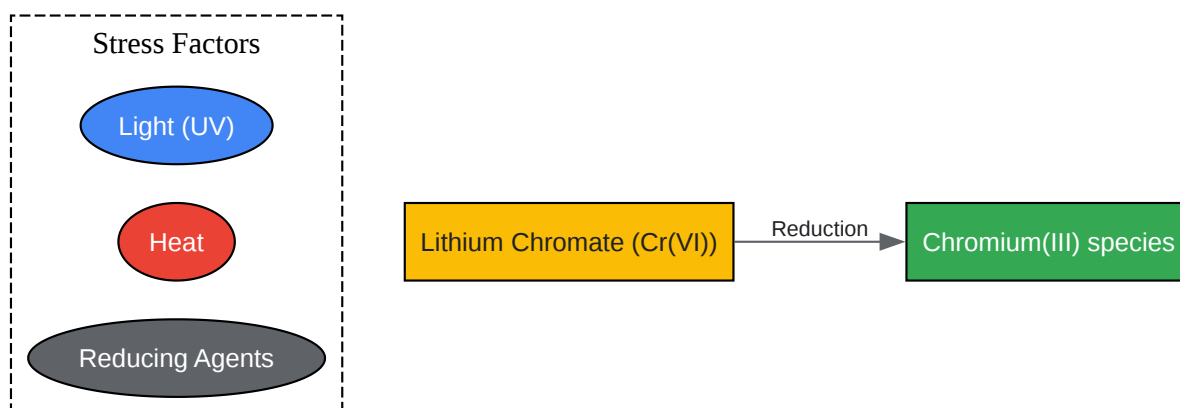 Stress Factors
Light (UV)
Heat
Reducing Agents
Lithium Chromate (Cr(VI))
Reduction
Chromium(III) species